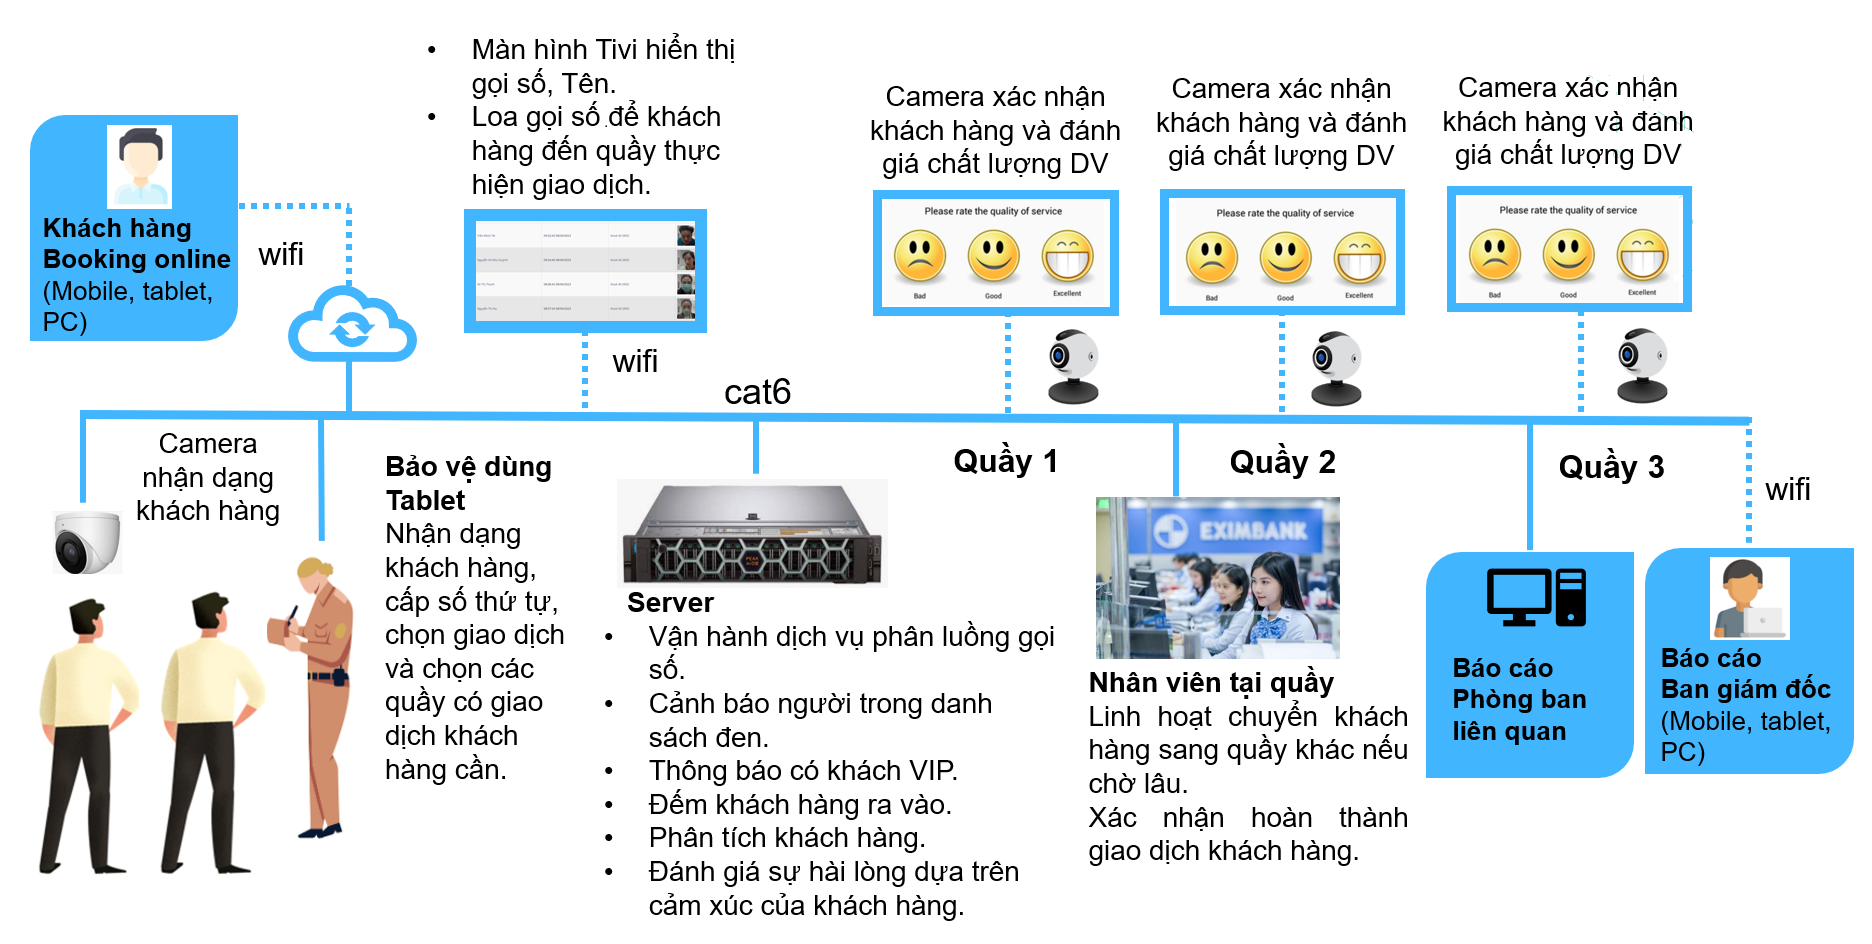 • Màn hình Tivi hiển thị
gọi số, Tên.
• Loa gọi số để khách
hàng đến quầy thực
hiện giao dịch.
Camera xác nhận
khách hàng và đánh
giá chất lượng DV
Camera xác nhận
khách hàng và đánh
giá chất lượng DV
Camera xác nhận
khách hàng và đánh
giá chất lượng DV
Khách hàng
Booking online
(Mobile, tablet,
PC)
wifi
Please rate the quality of service
Bad Good Excellent
Please rate the quality of service
Bad Good Excellent
Please rate the quality of service
Bad Good Excellent
wifi
cat6
Camera
nhận dạng
khách hàng
Bảo vệ dùng
Tablet
Nhận dạng
khách hàng,
cấp số thứ tự,
chọn giao dịch
và chọn các
quầy có giao
dịch khách
hàng cần.
Quầy 1
Quầy 2
Quầy 3
wifi
Server
• Vận hành dịch vụ phân luồng gọi
số.
• Cảnh báo người trong danh
sách đen.
• Thông báo có khách VIP.
• Đếm khách hàng ra vào.
• Phân tích khách hàng.
• Đánh giá sự hài lòng dựa trên
cảm xúc của khách hàng.
EXIMBANK
Nhân viên tại quầy
Linh hoạt chuyển khách
hàng sang quầy khác nếu
chờ lâu.
Xác nhận hoàn thành
giao dịch khách hàng.
Báo cáo
Phòng ban
liên quan
Báo cáo
Ban giám đốc
(Mobile, tablet,
PC)